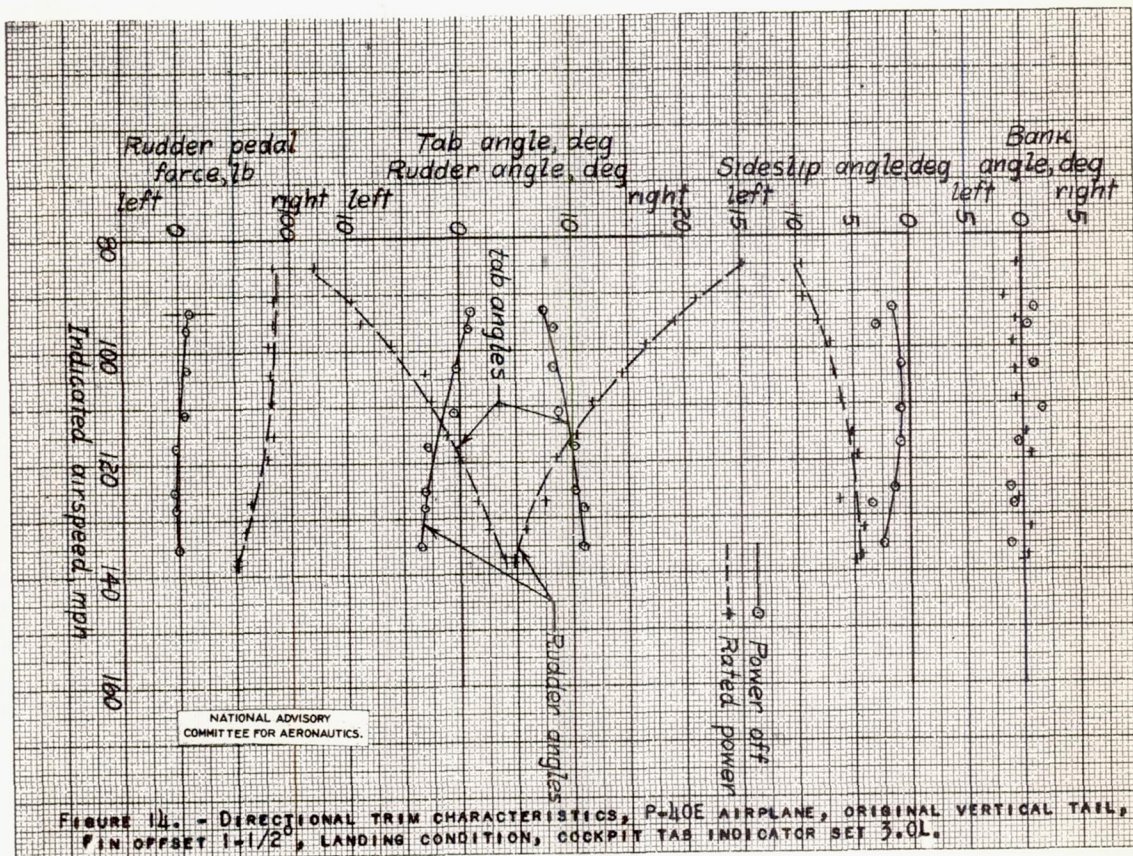 Rudder pedal
farce, lb
left
right
Tab angle, deg
Rudder angle, deg
left
right
Sideslip angle, deg
left
Bank
angle, deg
left
right
0
100
10
0
10
20
15
10
5
0
5
0
5
80
100
120
140
160
Indicated airspeed, mph
tab angles
Rudder angles
Power off
Rated power
NATIONAL ADVISORY
COMMITTEE FOR AERONAUTICS.
FIGURE 14. - DIRECTIONAL TRIM CHARACTERISTICS, P-40E AIRPLANE, ORIGINAL VERTICAL TAIL,
FIN OFFSET 1-1/2°, LANDING CONDITION, COCKPIT TAB INDICATOR SET 3.0L.